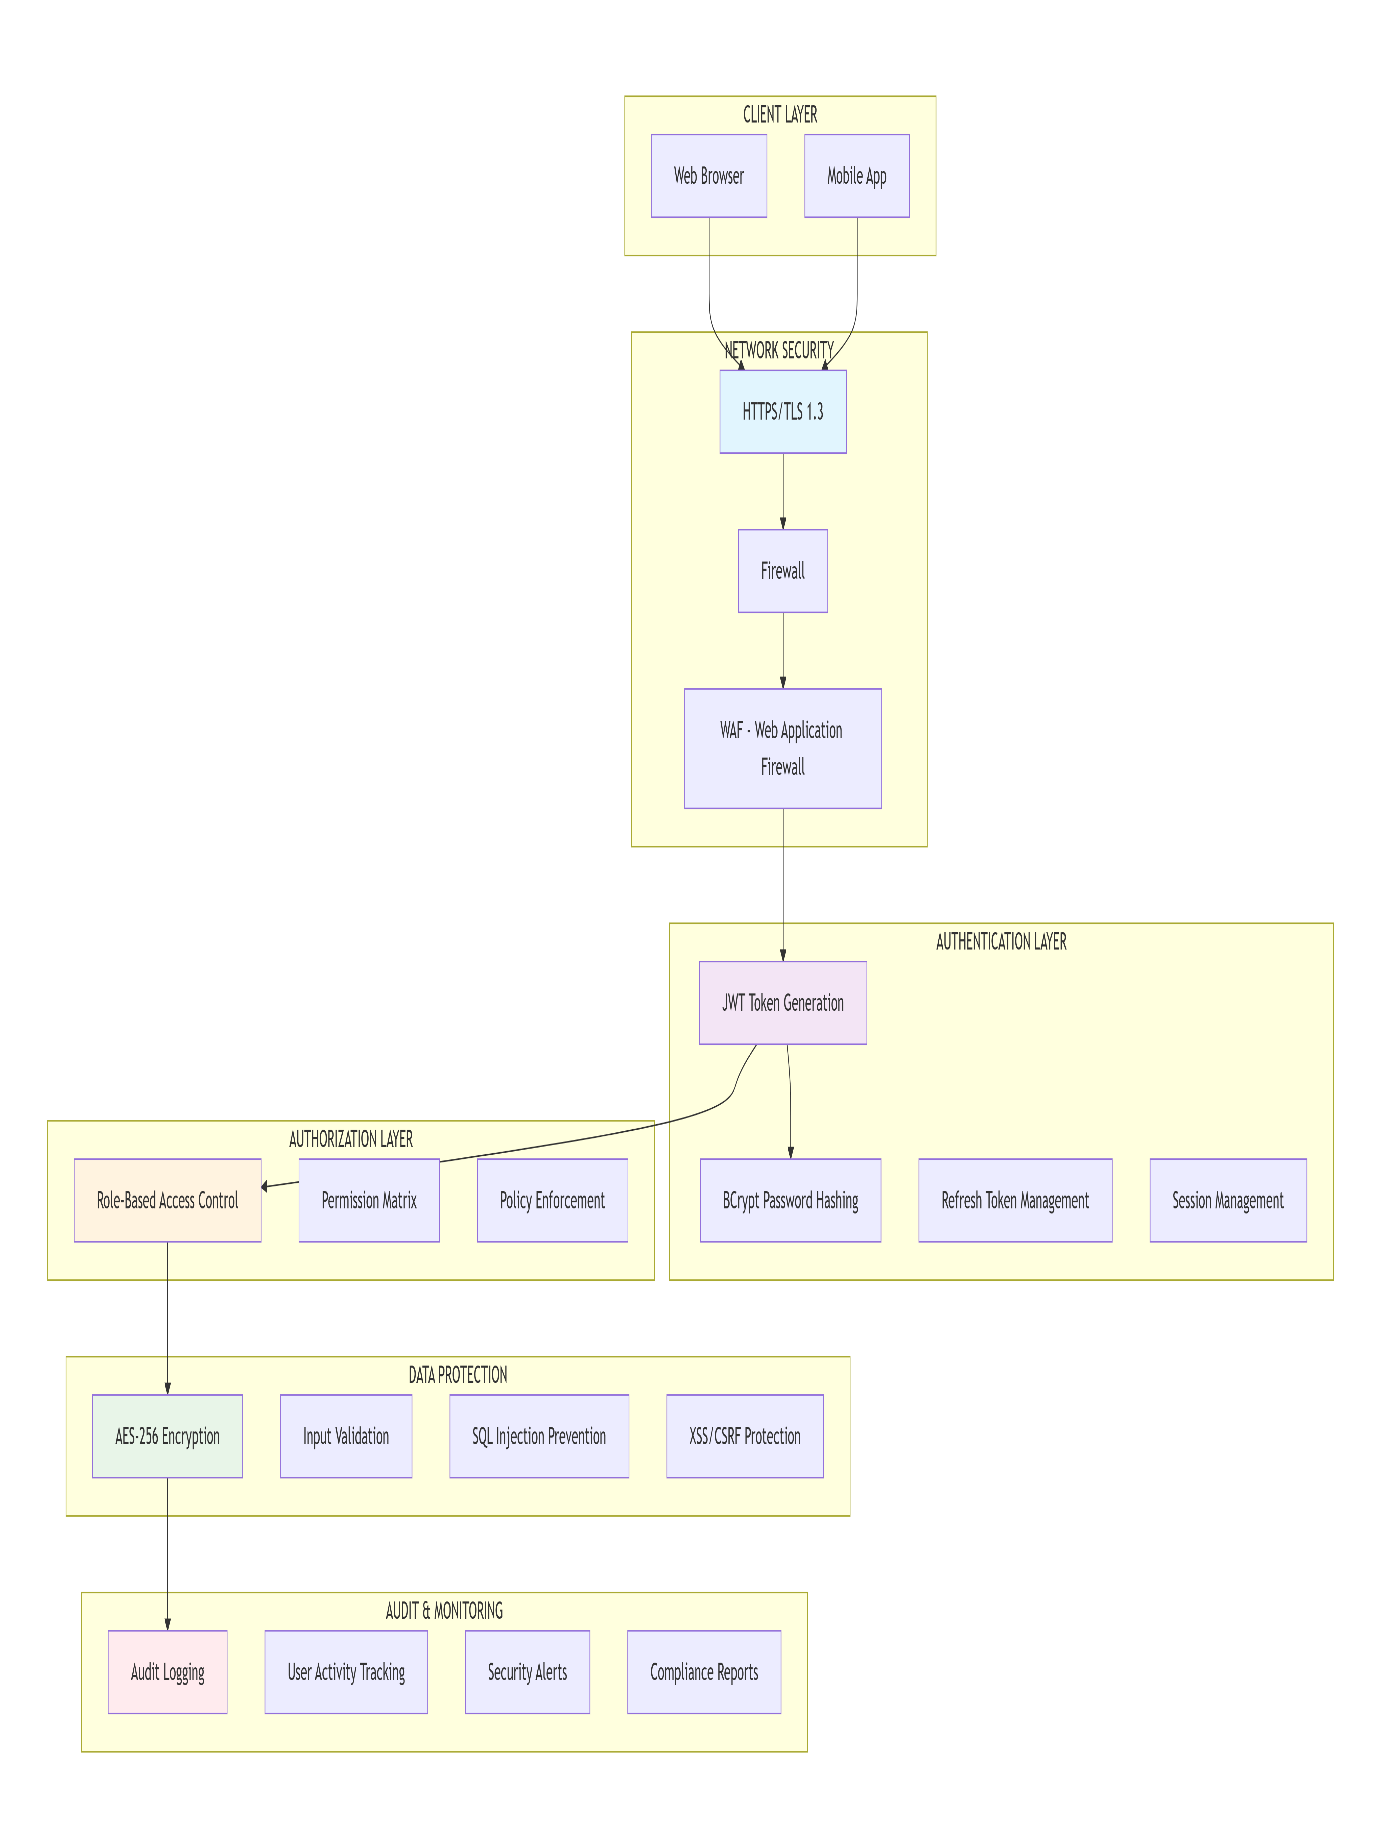 CLIENT LAYER
Web Browser
Mobile App
NETWORK SECURITY
HTTPS/TLS 1.3
Firewall
WAF - Web Application
Firewall
AUTHENTICATION LAYER
JWT Token Generation
AUTHORIZATION LAYER
Role-Based Access Control
Permission Matrix
Policy Enforcement
BCrypt Password Hashing
Refresh Token Management
Session Management
DATA PROTECTION
AES-256 Encryption
Input Validation
SQL Injection Prevention
XSS/CSRF Protection
AUDIT & MONITORING
Audit Logging
User Activity Tracking
Security Alerts
Compliance Reports